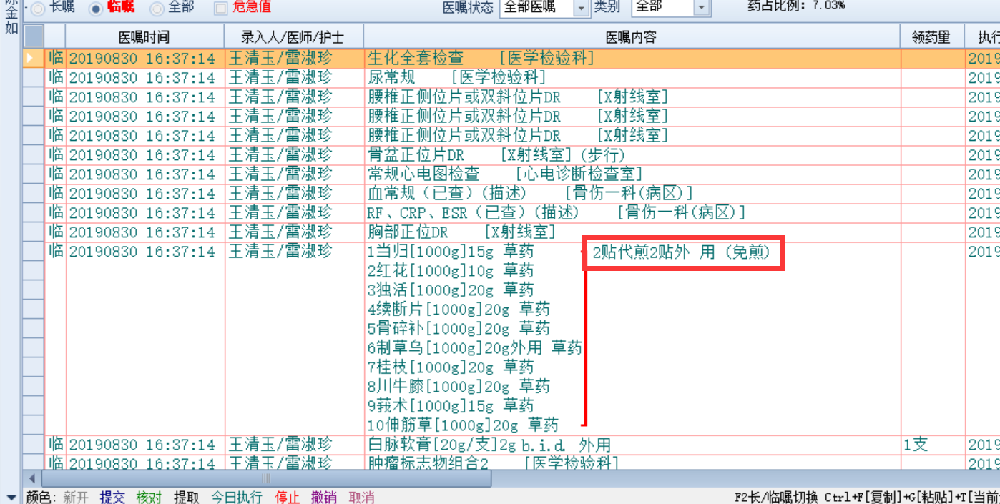 金
如
长嘱 临嘱 全部 危急值 医嘱状态 全部医嘱 类别 全部 药占比例: 7.03%
医嘱时间 录入人/医师/护士 医嘱内容 领药量 执行
临 20190830 16:37:14 王清玉/雷淑珍 生化全套检查 [医学检验科] 2019
临 20190830 16:37:14 王清玉/雷淑珍 尿常规 [医学检验科] 2019
临 20190830 16:37:14 王清玉/雷淑珍 腰椎正侧位片或双斜位片DR [X射线室] 2019
临 20190830 16:37:14 王清玉/雷淑珍 腰椎正侧位片或双斜位片DR [X射线室] 2019
临 20190830 16:37:14 王清玉/雷淑珍 腰椎正侧位片或双斜位片DR [X射线室] 2019
临 20190830 16:37:14 王清玉/雷淑珍 骨盆正位片DR [X射线室](步行) 2019
临 20190830 16:37:14 王清玉/雷淑珍 常规心电图检查 [心电诊断检查室] 2019
临 20190830 16:37:14 王清玉/雷淑珍 血常规（已查）(描述) [骨伤一科(病区)] 2019
临 20190830 16:37:14 王清玉/雷淑珍 RF、CRP、ESR（已查）(描述) [骨伤一科(病区)] 2019
临 20190830 16:37:14 王清玉/雷淑珍 胸部正位DR [X射线室] 2019
临 20190830 16:37:14 王清玉/雷淑珍 1当归[1000g]15g 草药 2贴代煎2贴外 用 (免煎) 2019
2红花[1000g]10g 草药
3独活[1000g]20g 草药
4续断片[1000g]20g 草药
5骨碎补[1000g]20g 草药
6制草乌[1000g]20g外用 草药
7桂枝[1000g]20g 草药
8川牛膝[1000g]20g 草药
9莪术[1000g]15g 草药
10伸筋草[1000g]20g 草药
临 20190830 16:37:14 王清玉/雷淑珍 白脉软膏[20g/支]2g b.i.d. 外用 1支 2019
临 20190830 16:37:14 王清玉/雷淑珍 肿瘤标志物组合2 [医学检验科] 2019
颜色: 新开 提交 核对 提取 今日执行 停止 撤销 取消 F2长/临嘱切换 Ctrl+F[复制]+G[粘贴]+T[当前